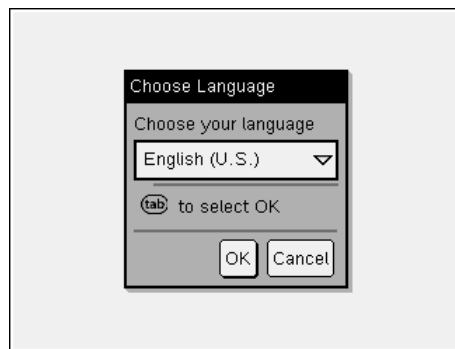 Choose Language
Choose your language
English (U.S.)
tab to select OK
OK Cancel